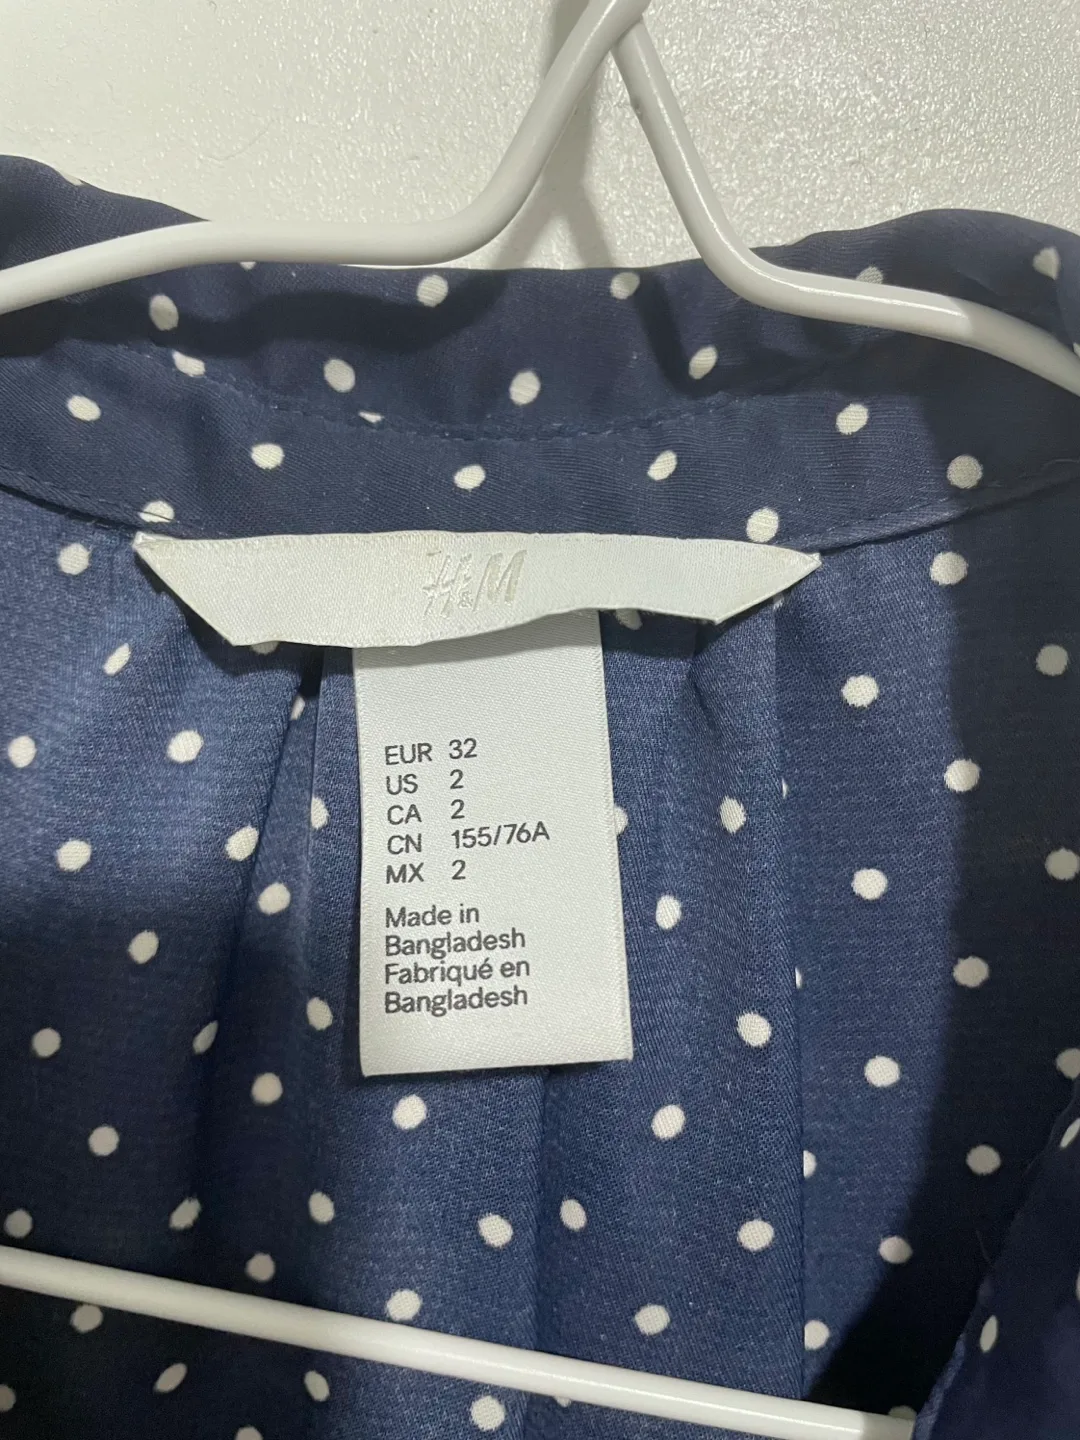 H&M
EUR 32
US 2
CA 2
CN 155/76A
MX 2
Made in
Bangladesh
Fabriqué en
Bangladesh